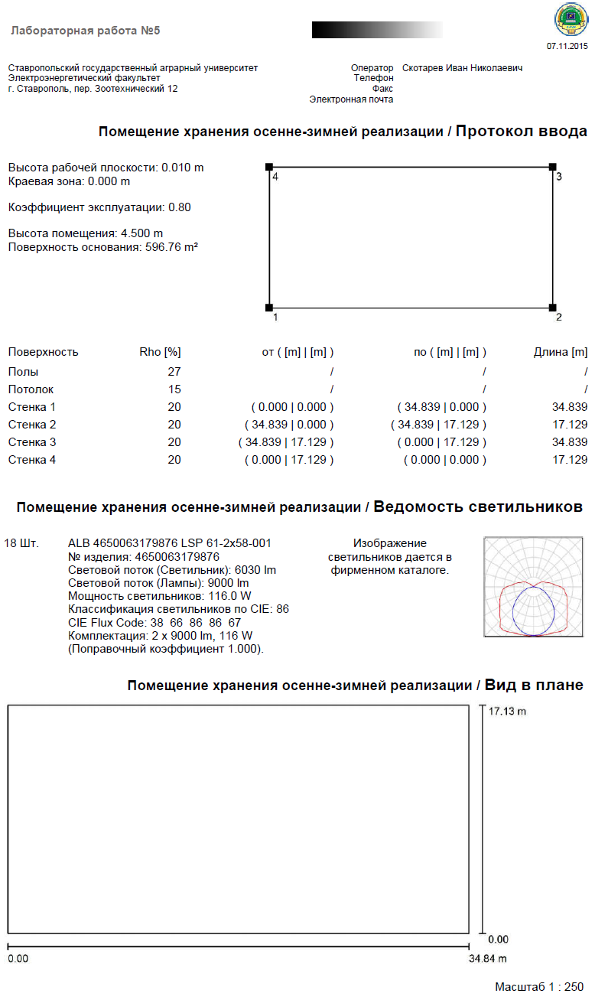 Лабораторная работа №5
07.11.2015
Ставропольский государственный аграрный университет
Электроэнергетический факультет
г. Ставрополь, пер. Зоотехнический 12
Оператор Скотарев Иван Николаевич
Телефон
Факс
Электронная почта
Помещение хранения осенне-зимней реализации / Протокол ввода
Высота рабочей плоскости: 0.010 m
Краевая зона: 0.000 m
Коэффициент эксплуатации: 0.80
Высота помещения: 4.500 m
Поверхность основания: 596.76 m²
4
3
1
2
Поверхность Rho [%] от ( [m] | [m] ) по ( [m] | [m] ) Длина [m]
Полы 27 / / /
Потолок 15 / / /
Стенка 1 20 ( 0.000 | 0.000 ) ( 34.839 | 0.000 ) 34.839
Стенка 2 20 ( 34.839 | 0.000 ) ( 34.839 | 17.129 ) 17.129
Стенка 3 20 ( 34.839 | 17.129 ) ( 0.000 | 17.129 ) 34.839
Стенка 4 20 ( 0.000 | 17.129 ) ( 0.000 | 0.000 ) 17.129
Помещение хранения осенне-зимней реализации / Ведомость светильников
18 Шт. ALB 4650063179876 LSP 61-2x58-001
№ изделия: 4650063179876
Световой поток (Светильник): 6030 lm
Световой поток (Лампы): 9000 lm
Мощность светильников: 116.0 W
Классификация светильников по CIE: 86
CIE Flux Code: 38 66 86 86 67
Комплектация: 2 x 9000 lm, 116 W
(Поправочный коэффициент 1.000).
Изображение
светильников дается в
фирменном каталоге.
Помещение хранения осенне-зимней реализации / Вид в плане
17.13 m
0.00
0.00 34.84 m
Масштаб 1 : 250